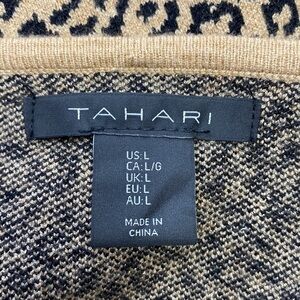 TAHARI
US: L
CA: L/G
UK: L
EU: L
AU: L
MADE IN
CHINA